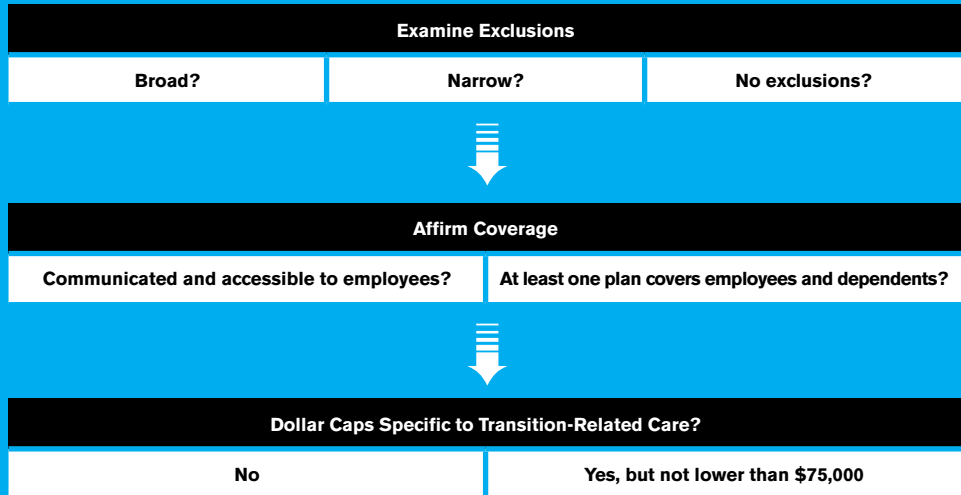 Examine Exclusions
Broad?
Narrow?
No exclusions?
Affirm Coverage
Communicated and accessible to employees?
At least one plan covers employees and dependents?
Dollar Caps Specific to Transition-Related Care?
No
Yes, but not lower than $75,000